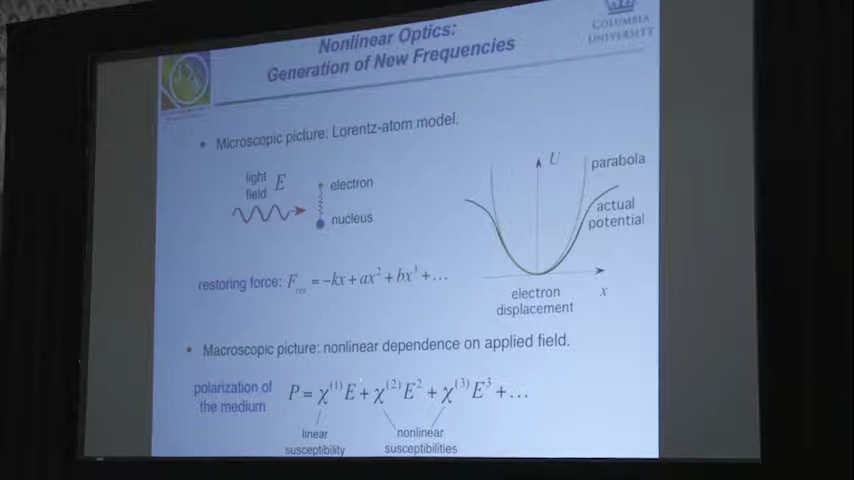 Nonlinear Optics:
Generation of New Frequencies
COLUMBIA
UNIVERSITY
• Microscopic picture: Lorentz-atom model.
light
field E
electron
nucleus
U
parabola
actual
potential
restoring force: F_res = -kx + ax² + bx³ + …
electron
displacement
x
• Macroscopic picture: nonlinear dependence on applied field.
polarization of
the medium
P = χ⁽¹⁾E + χ⁽²⁾E² + χ⁽³⁾E³ + …
linear
susceptibility
nonlinear
susceptibilities